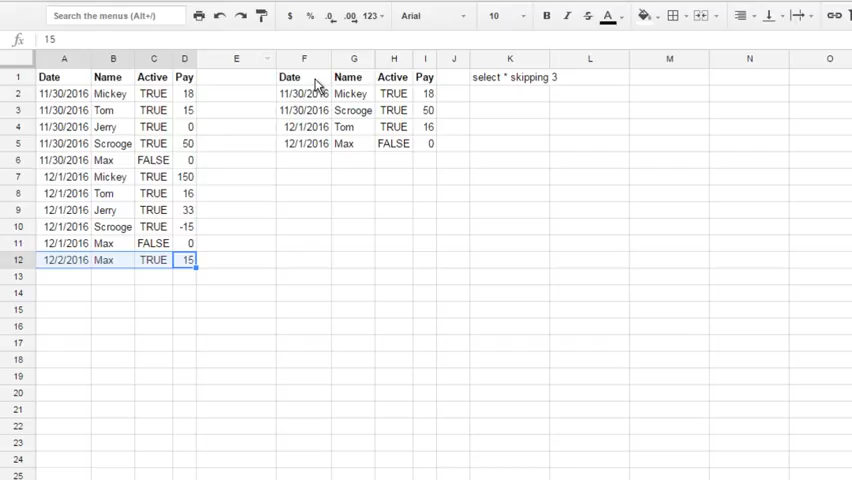 Search the menus (Alt+/) $ % .0 .00 123 Arial 10 B I S A
fx 15
A B C D E F G H I J K L M N O
1 Date Name Active Pay Date Name Active Pay select * skipping 3
2 11/30/2016 Mickey TRUE 18 11/30/2016 Mickey TRUE 18
3 11/30/2016 Tom TRUE 15 11/30/2016 Scrooge TRUE 50
4 11/30/2016 Jerry TRUE 0 12/1/2016 Tom TRUE 16
5 11/30/2016 Scrooge TRUE 50 12/1/2016 Max FALSE 0
6 11/30/2016 Max FALSE 0
7 12/1/2016 Mickey TRUE 150
8 12/1/2016 Tom TRUE 16
9 12/1/2016 Jerry TRUE 33
10 12/1/2016 Scrooge TRUE -15
11 12/1/2016 Max FALSE 0
12 12/2/2016 Max TRUE 15
13
14
15
16
17
18
19
20
21
22
23
24
25